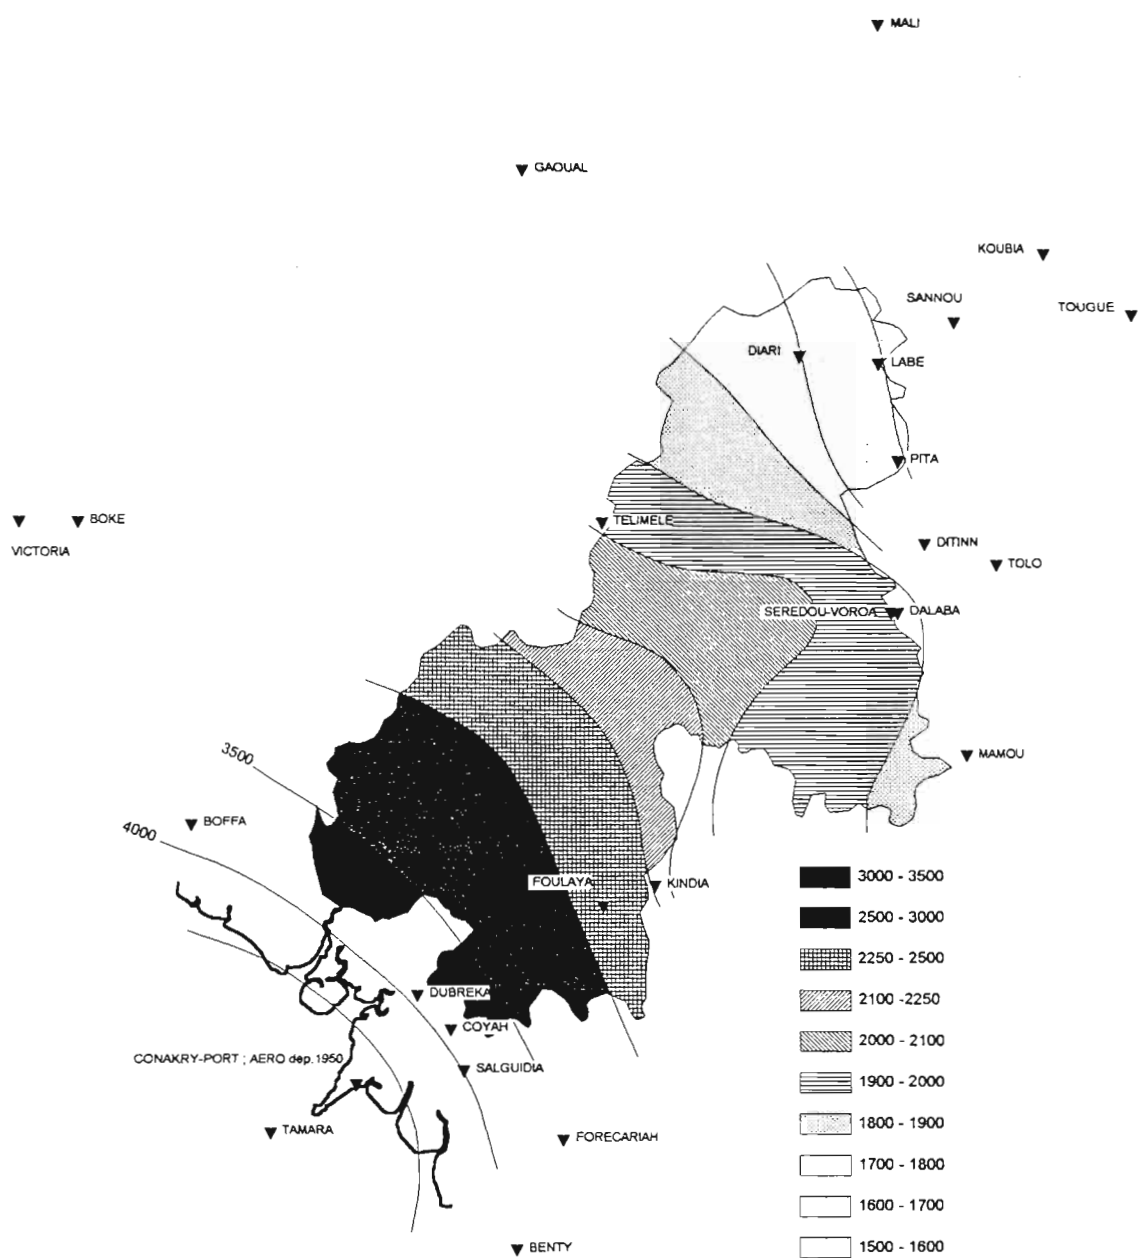 MALI
GAOUAL
KOUBIA
SANNOU
TOUGUE
DIARI
LABE
PITA
BOKE
TELIMELE
VICTORIA
DITINN
TOLO
SEREDOU-VOROA
DALABA
3500
MAMOU
BOFFA
4000
FOULAYA
KINDIA
3000 - 3500
2500 - 3000
2250 - 2500
DUBREKA
2100 -2250
COYAH
2000 - 2100
CONAKRY-PORT ; AERO dep.1950
SALGUIDIA
1900 - 2000
TAMARA
FORECARIAH
1800 - 1900
1700 - 1800
1600 - 1700
BENTY
1500 - 1600